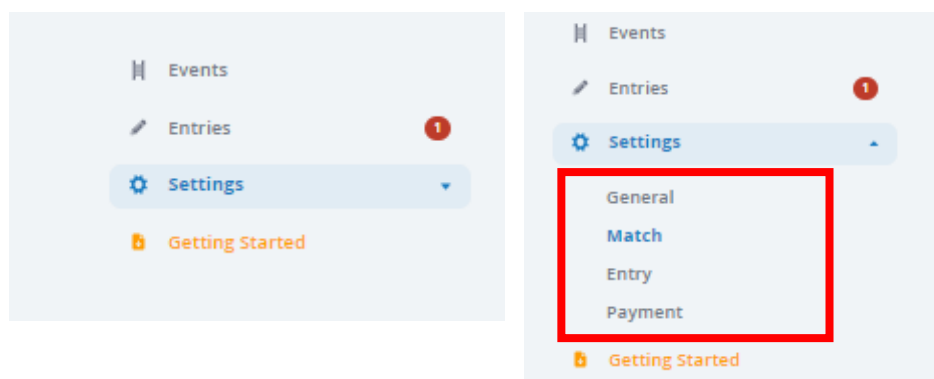 Events
Entries
1
Settings
Getting Started
Events
Entries
1
Settings
General
Match
Entry
Payment
Getting Started